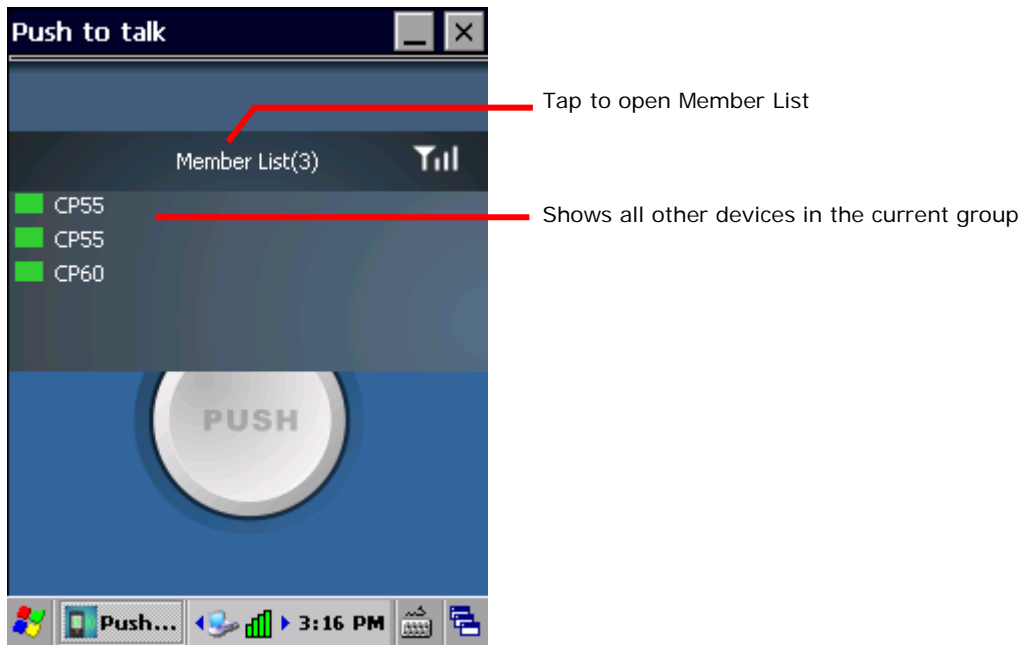 Push to talk
Tap to open Member List
Member List(3)
CP55
Shows all other devices in the current group
CP55
CP60
PUSH
Push...
3:16 PM